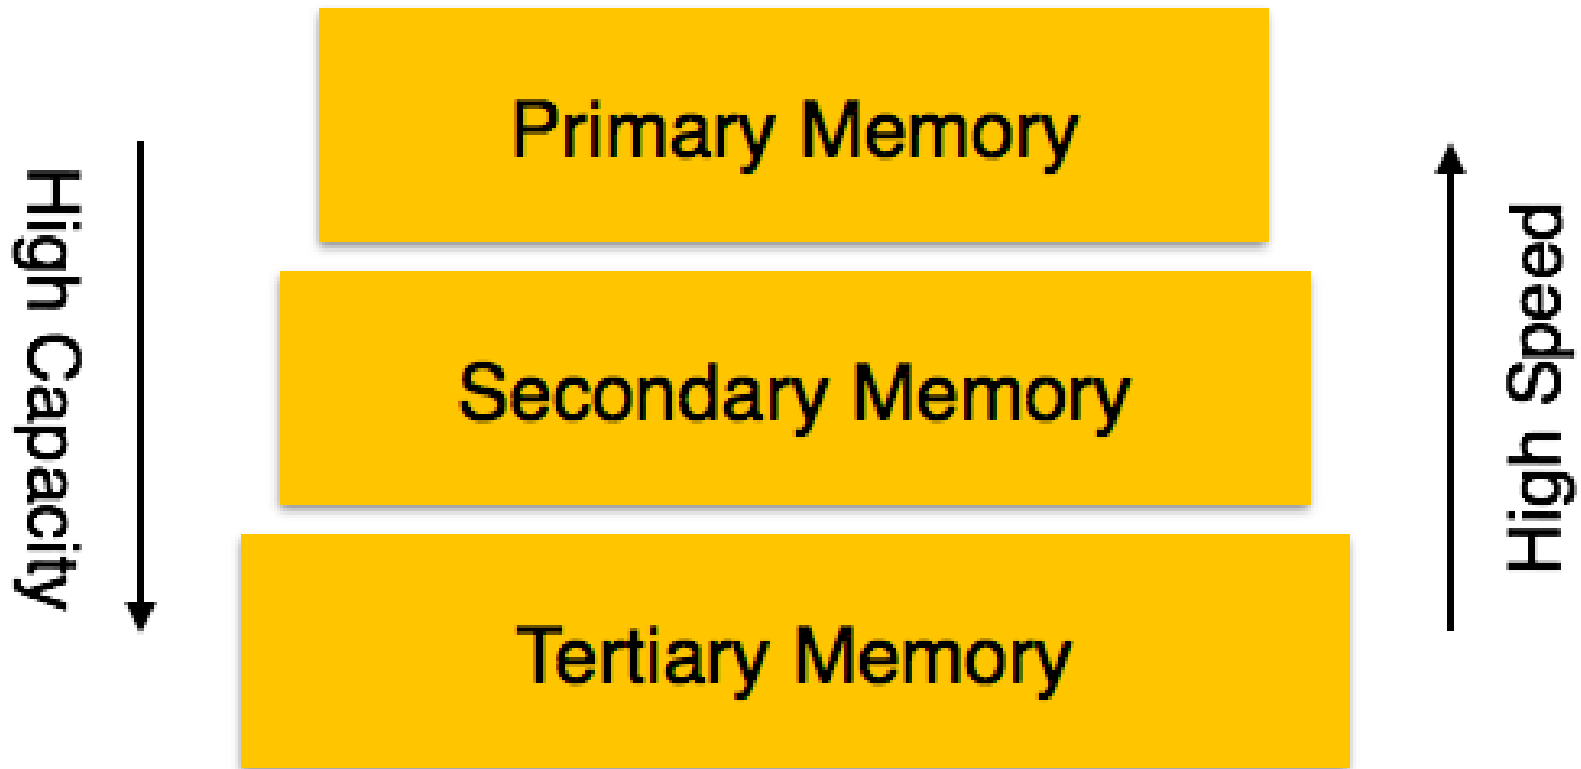 Primary Memory
Secondary Memory
Tertiary Memory
High Capacity
High Speed